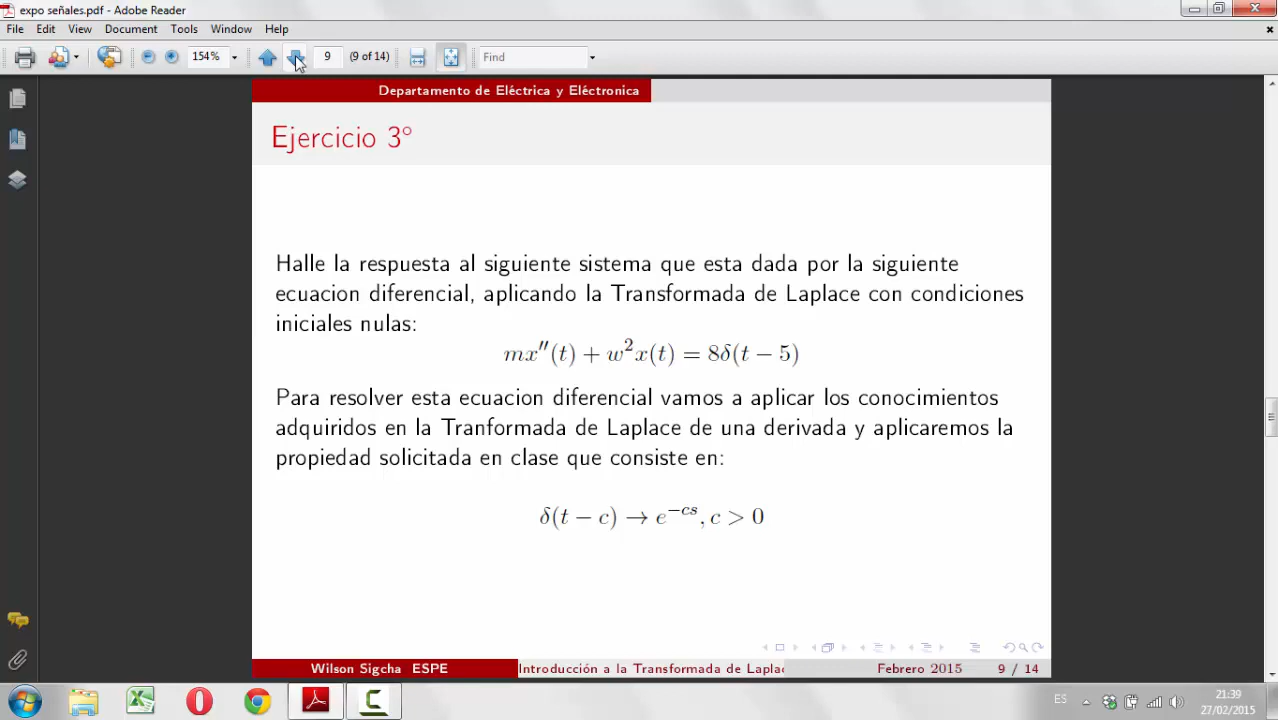 expo señales.pdf - Adobe Reader
File Edit View Document Tools Window Help
154% 9 (9 of 14) Find
Departamento de Eléctrica y Eléctronica
Ejercicio 3°
Halle la respuesta al siguiente sistema que esta dada por la siguiente
ecuacion diferencial, aplicando la Transformada de Laplace con condiciones
iniciales nulas:
mx′′(t) + w²x(t) = 8δ(t − 5)
Para resolver esta ecuacion diferencial vamos a aplicar los conocimientos
adquiridos en la Tranformada de Laplace de una derivada y aplicaremos la
propiedad solicitada en clase que consiste en:
δ(t − c) → e^{−cs}, c > 0
Wilson Sigcha ESPE Introducción a la Transformada de Laplac Febrero 2015 9 / 14
ES 21:39
27/02/2015